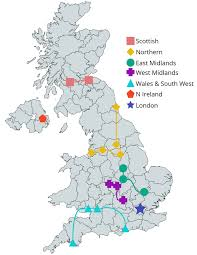 Scottish
Northern
East Midlands
West Midlands
Wales & South West
N Ireland
London